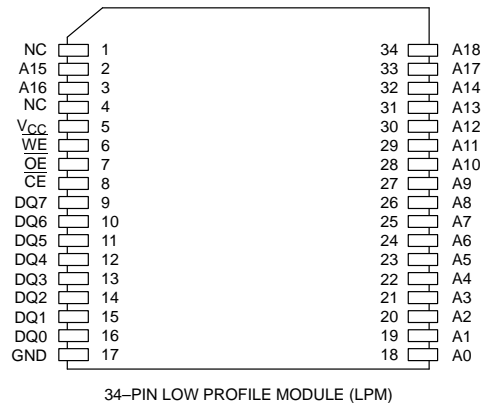 NC 1 34 A18
A15 2 33 A17
A16 3 32 A14
NC 4 31 A13
VCC 5 30 A12
WE 6 29 A11
OE 7 28 A10
CE 8 27 A9
DQ7 9 26 A8
DQ6 10 25 A7
DQ5 11 24 A6
DQ4 12 23 A5
DQ3 13 22 A4
DQ2 14 21 A3
DQ1 15 20 A2
DQ0 16 19 A1
GND 17 18 A0
34–PIN LOW PROFILE MODULE (LPM)